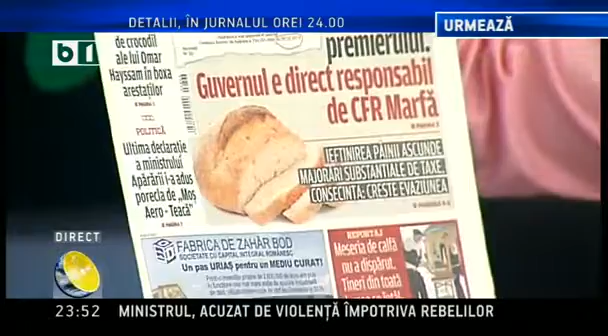 DETALII, ÎN JURNALUL OREI 24.00
URMEAZĂ
b1
de crocodil
ale lui Omar
Hayssam în boxa
arestaților
POLITICĂ
Ultima declarație
a ministrului
Apărării i-a adus
porecla de "Moș
Aero - Teacă"
premierului.
Guvernul e direct responsabil
de CFR Marfă
IEFTINIREA PÂINII ASCUNDE
MAJORĂRI SUBSTANȚIALE DE TAXE.
CONSECINȚA: CREȘTE EVAZIUNEA
FABRICA DE ZAHĂR BOD
SOCIETATE CU CAPITAL INTEGRAL ROMÂNESC
Un pas URIAȘ pentru un MEDIU CURAT!
REPORTAJ
Meseria de calfă
nu a dispărut.
Tineri din toată
DIRECT
23:52 MINISTRUL, ACUZAT DE VIOLENȚĂ ÎMPOTRIVA REBELILOR